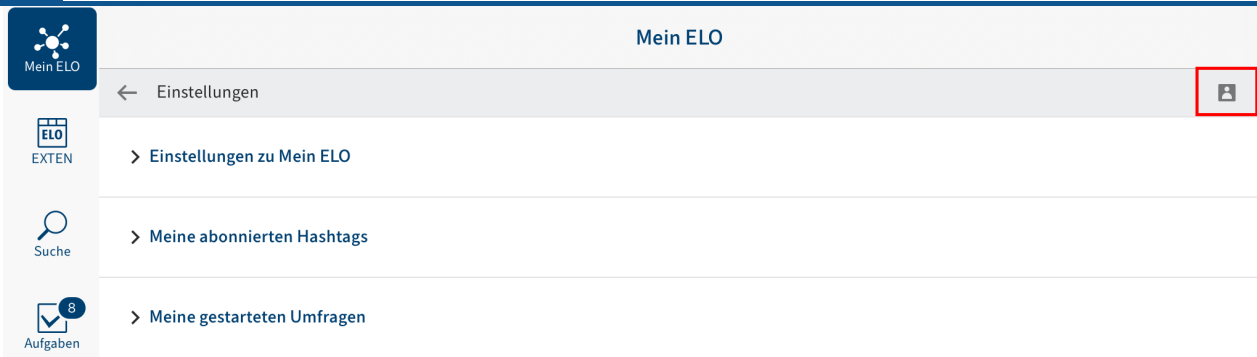 Mein ELO
Mein ELO
Einstellungen
ELO
EXTEN
Einstellungen zu Mein ELO
Suche
Meine abonnierten Hashtags
8
Aufgaben
Meine gestarteten Umfragen